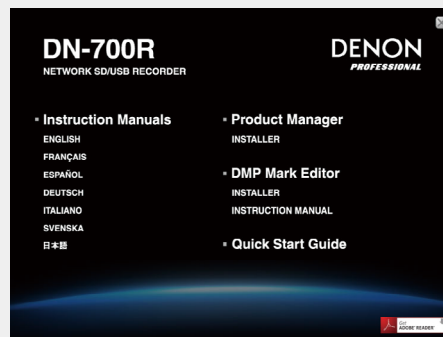 DN-700R
NETWORK SD/USB RECORDER
DENON
PROFESSIONAL
Instruction Manuals
ENGLISH
FRANÇAIS
ESPAÑOL
DEUTSCH
ITALIANO
SVENSKA
日本語
Product Manager
INSTALLER
DMP Mark Editor
INSTALLER
INSTRUCTION MANUAL
Quick Start Guide
Get
ADOBE® READER®